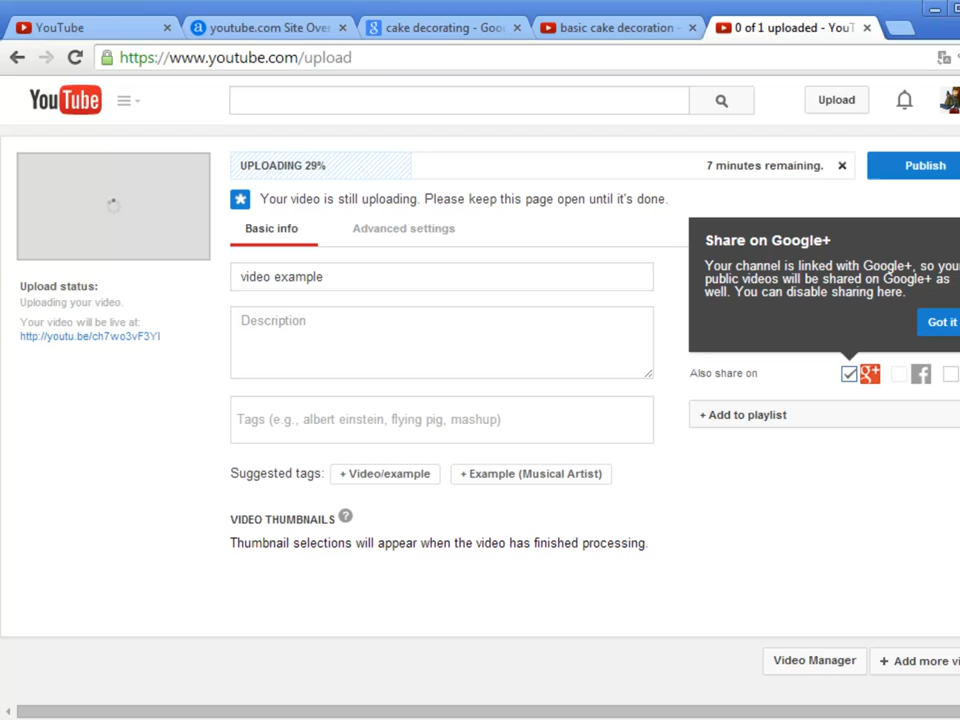 YouTube
youtube.com Site Over
cake decorating - Goo
basic cake decoration -
0 of 1 uploaded - YouT
https://www.youtube.com/upload
YouTube
Upload
UPLOADING 29%
7 minutes remaining.
Publish
Your video is still uploading. Please keep this page open until it's done.
Basic info
Advanced settings
Share on Google+
Your channel is linked with Google+, so your
public videos will be shared on Google+ as
well. You can disable sharing here.
Got it
video example
Upload status:
Uploading your video.
Your video will be live at:
http://youtu.be/ch7wo3vF3YI
Description
Also share on
g+
f
+ Add to playlist
Tags (e.g., albert einstein, flying pig, mashup)
Suggested tags:
+ Video/example
+ Example (Musical Artist)
VIDEO THUMBNAILS ?
Thumbnail selections will appear when the video has finished processing.
Video Manager
+ Add more vi